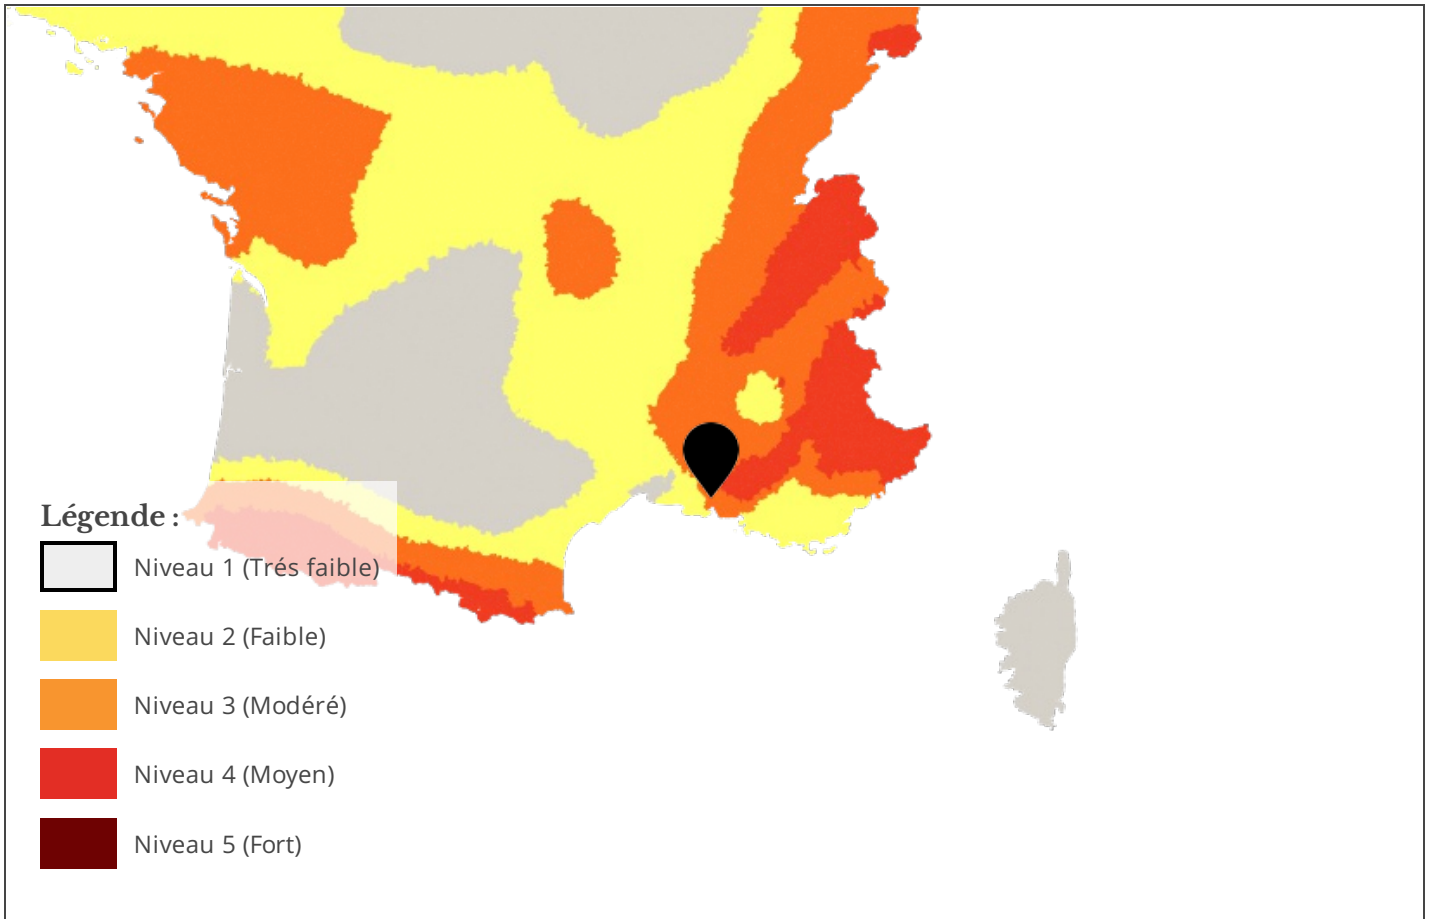 Légende :
Niveau 1 (Trés faible)
Niveau 2 (Faible)
Niveau 3 (Modéré)
Niveau 4 (Moyen)
Niveau 5 (Fort)